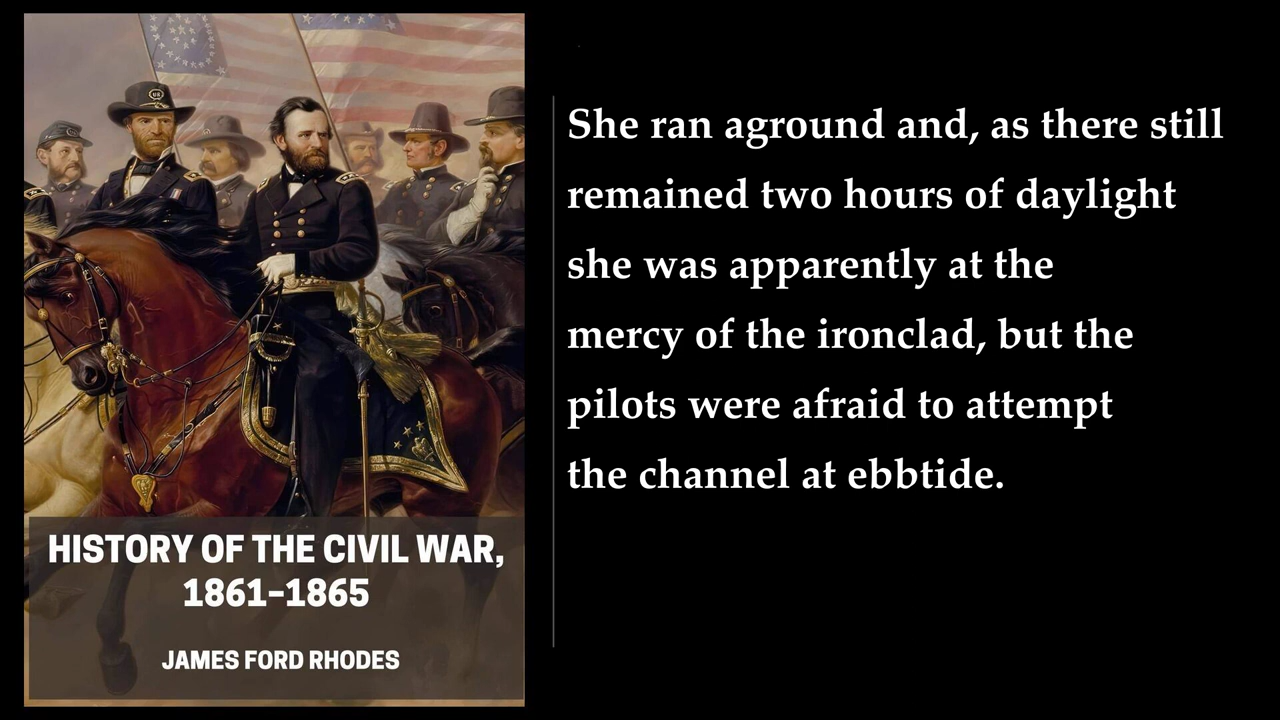 HISTORY OF THE CIVIL WAR,
1861–1865
JAMES FORD RHODES
She ran aground and, as there still
remained two hours of daylight
she was apparently at the
mercy of the ironclad, but the
pilots were afraid to attempt
the channel at ebbtide.